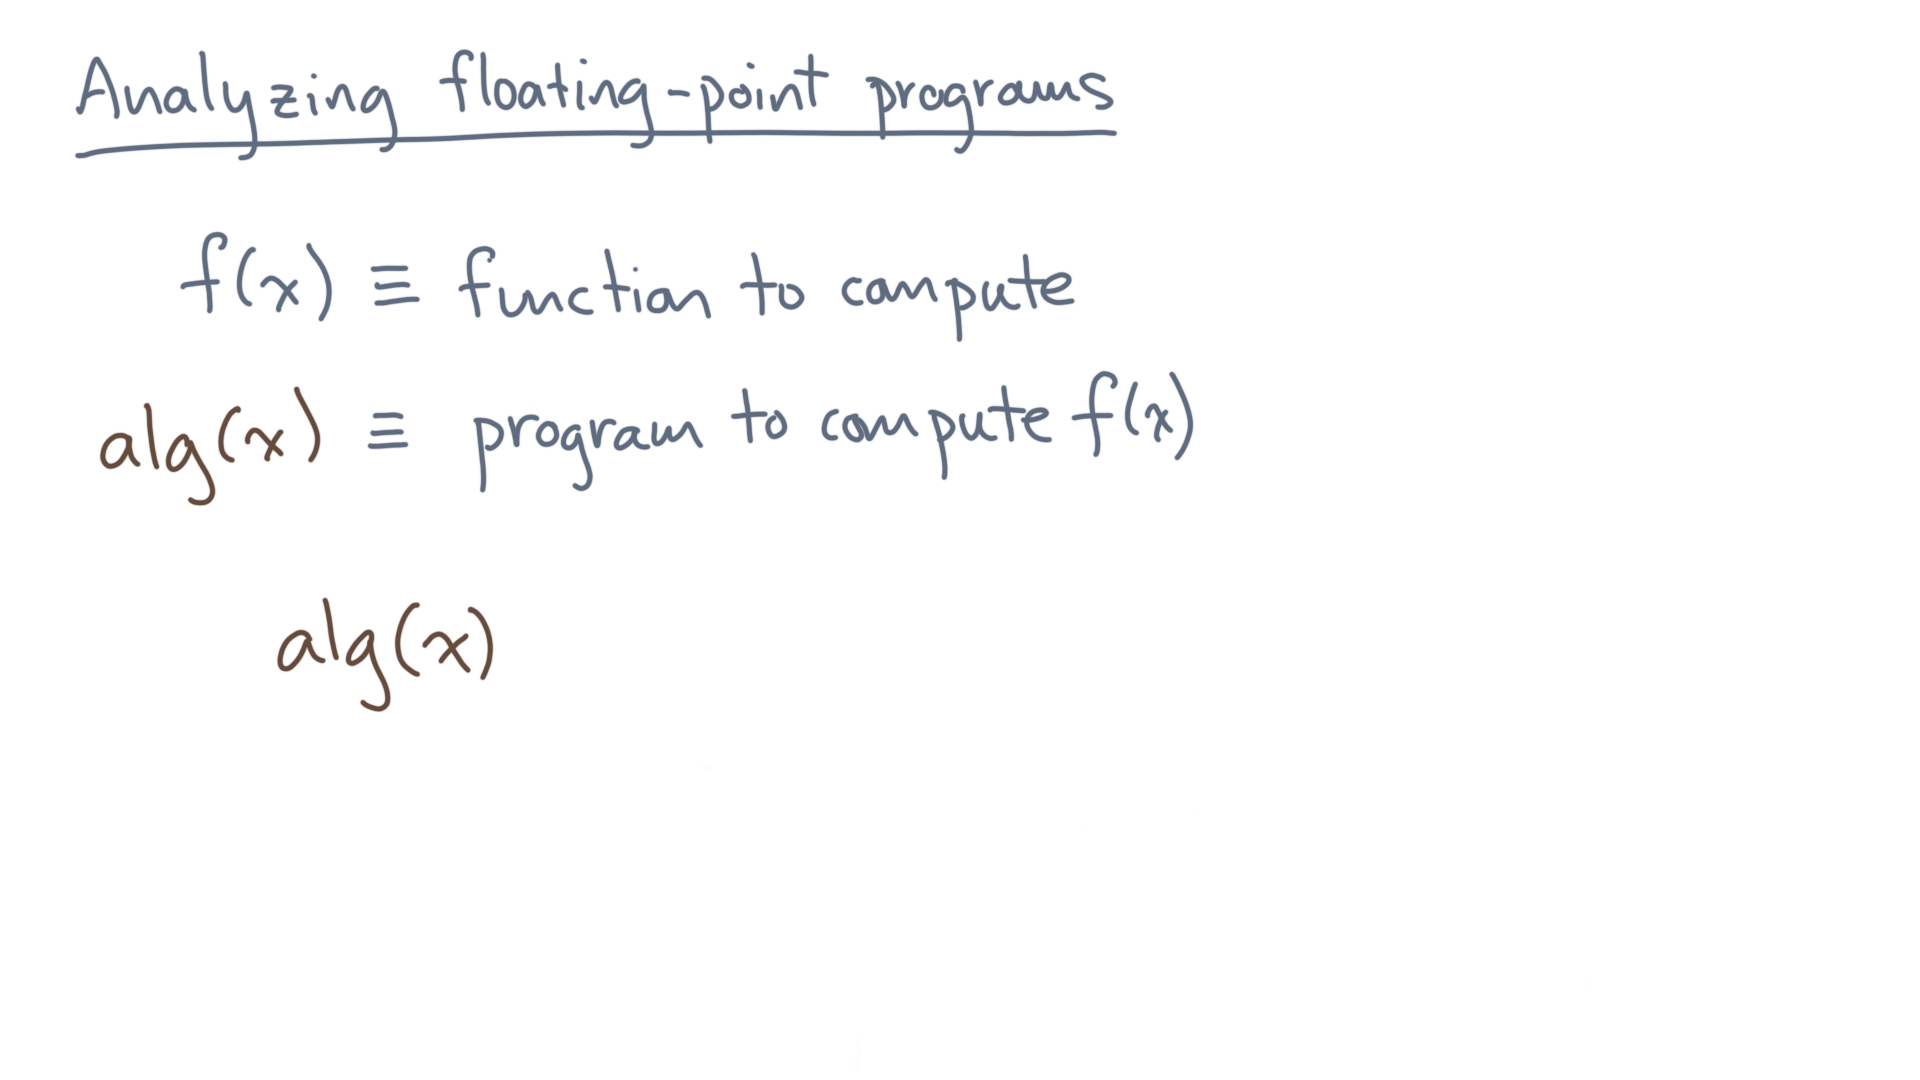 Analyzing floating-point programs
f(x) ≡ function to compute
alg(x) ≡ program to compute f(x)
alg(x)